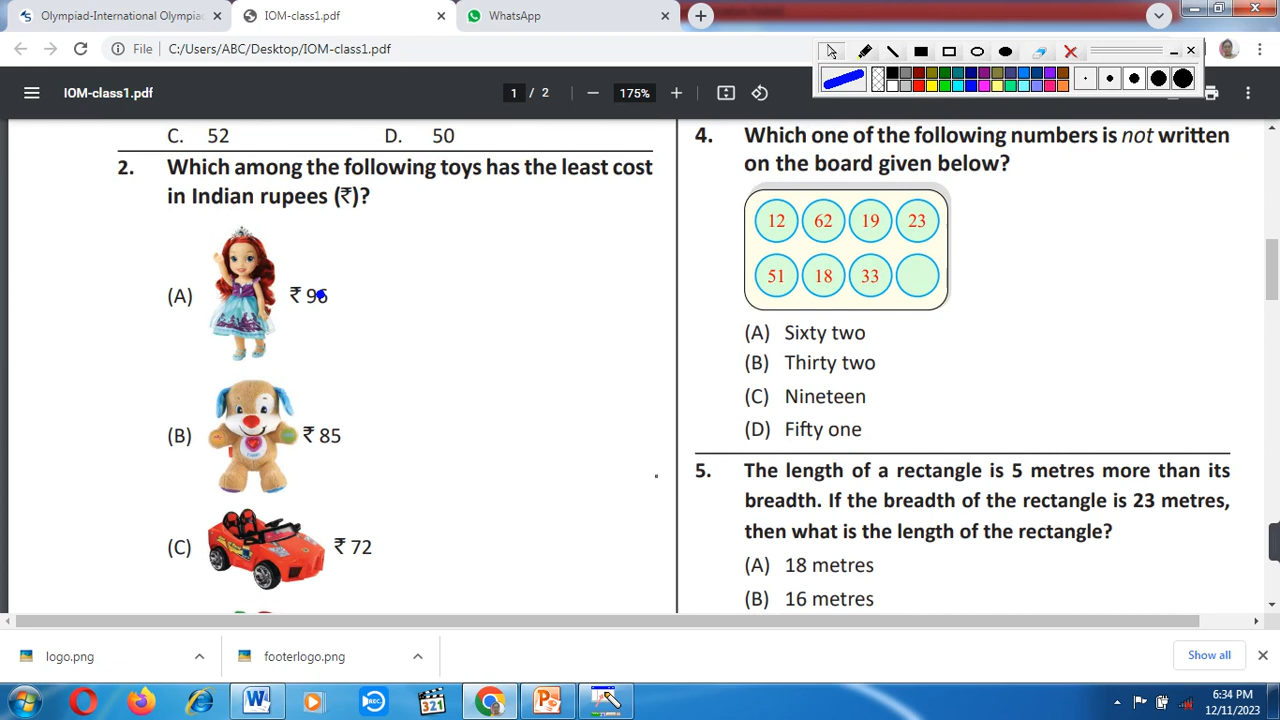 Olympiad-International Olympia
IOM-class1.pdf
WhatsApp
File
C:/Users/ABC/Desktop/IOM-class1.pdf
IOM-class1.pdf
1 / 2
175%
C. 52 D. 50
2. Which among the following toys has the least cost
in Indian rupees (₹)?
(A) ₹ 96
(B) ₹ 85
(C) ₹ 72
4. Which one of the following numbers is not written
on the board given below?
12 62 19 23
51 18 33
(A) Sixty two
(B) Thirty two
(C) Nineteen
(D) Fifty one
5. The length of a rectangle is 5 metres more than its
breadth. If the breadth of the rectangle is 23 metres,
then what is the length of the rectangle?
(A) 18 metres
(B) 16 metres
logo.png
footerlogo.png
Show all
REC
321
6:34 PM
12/11/2023